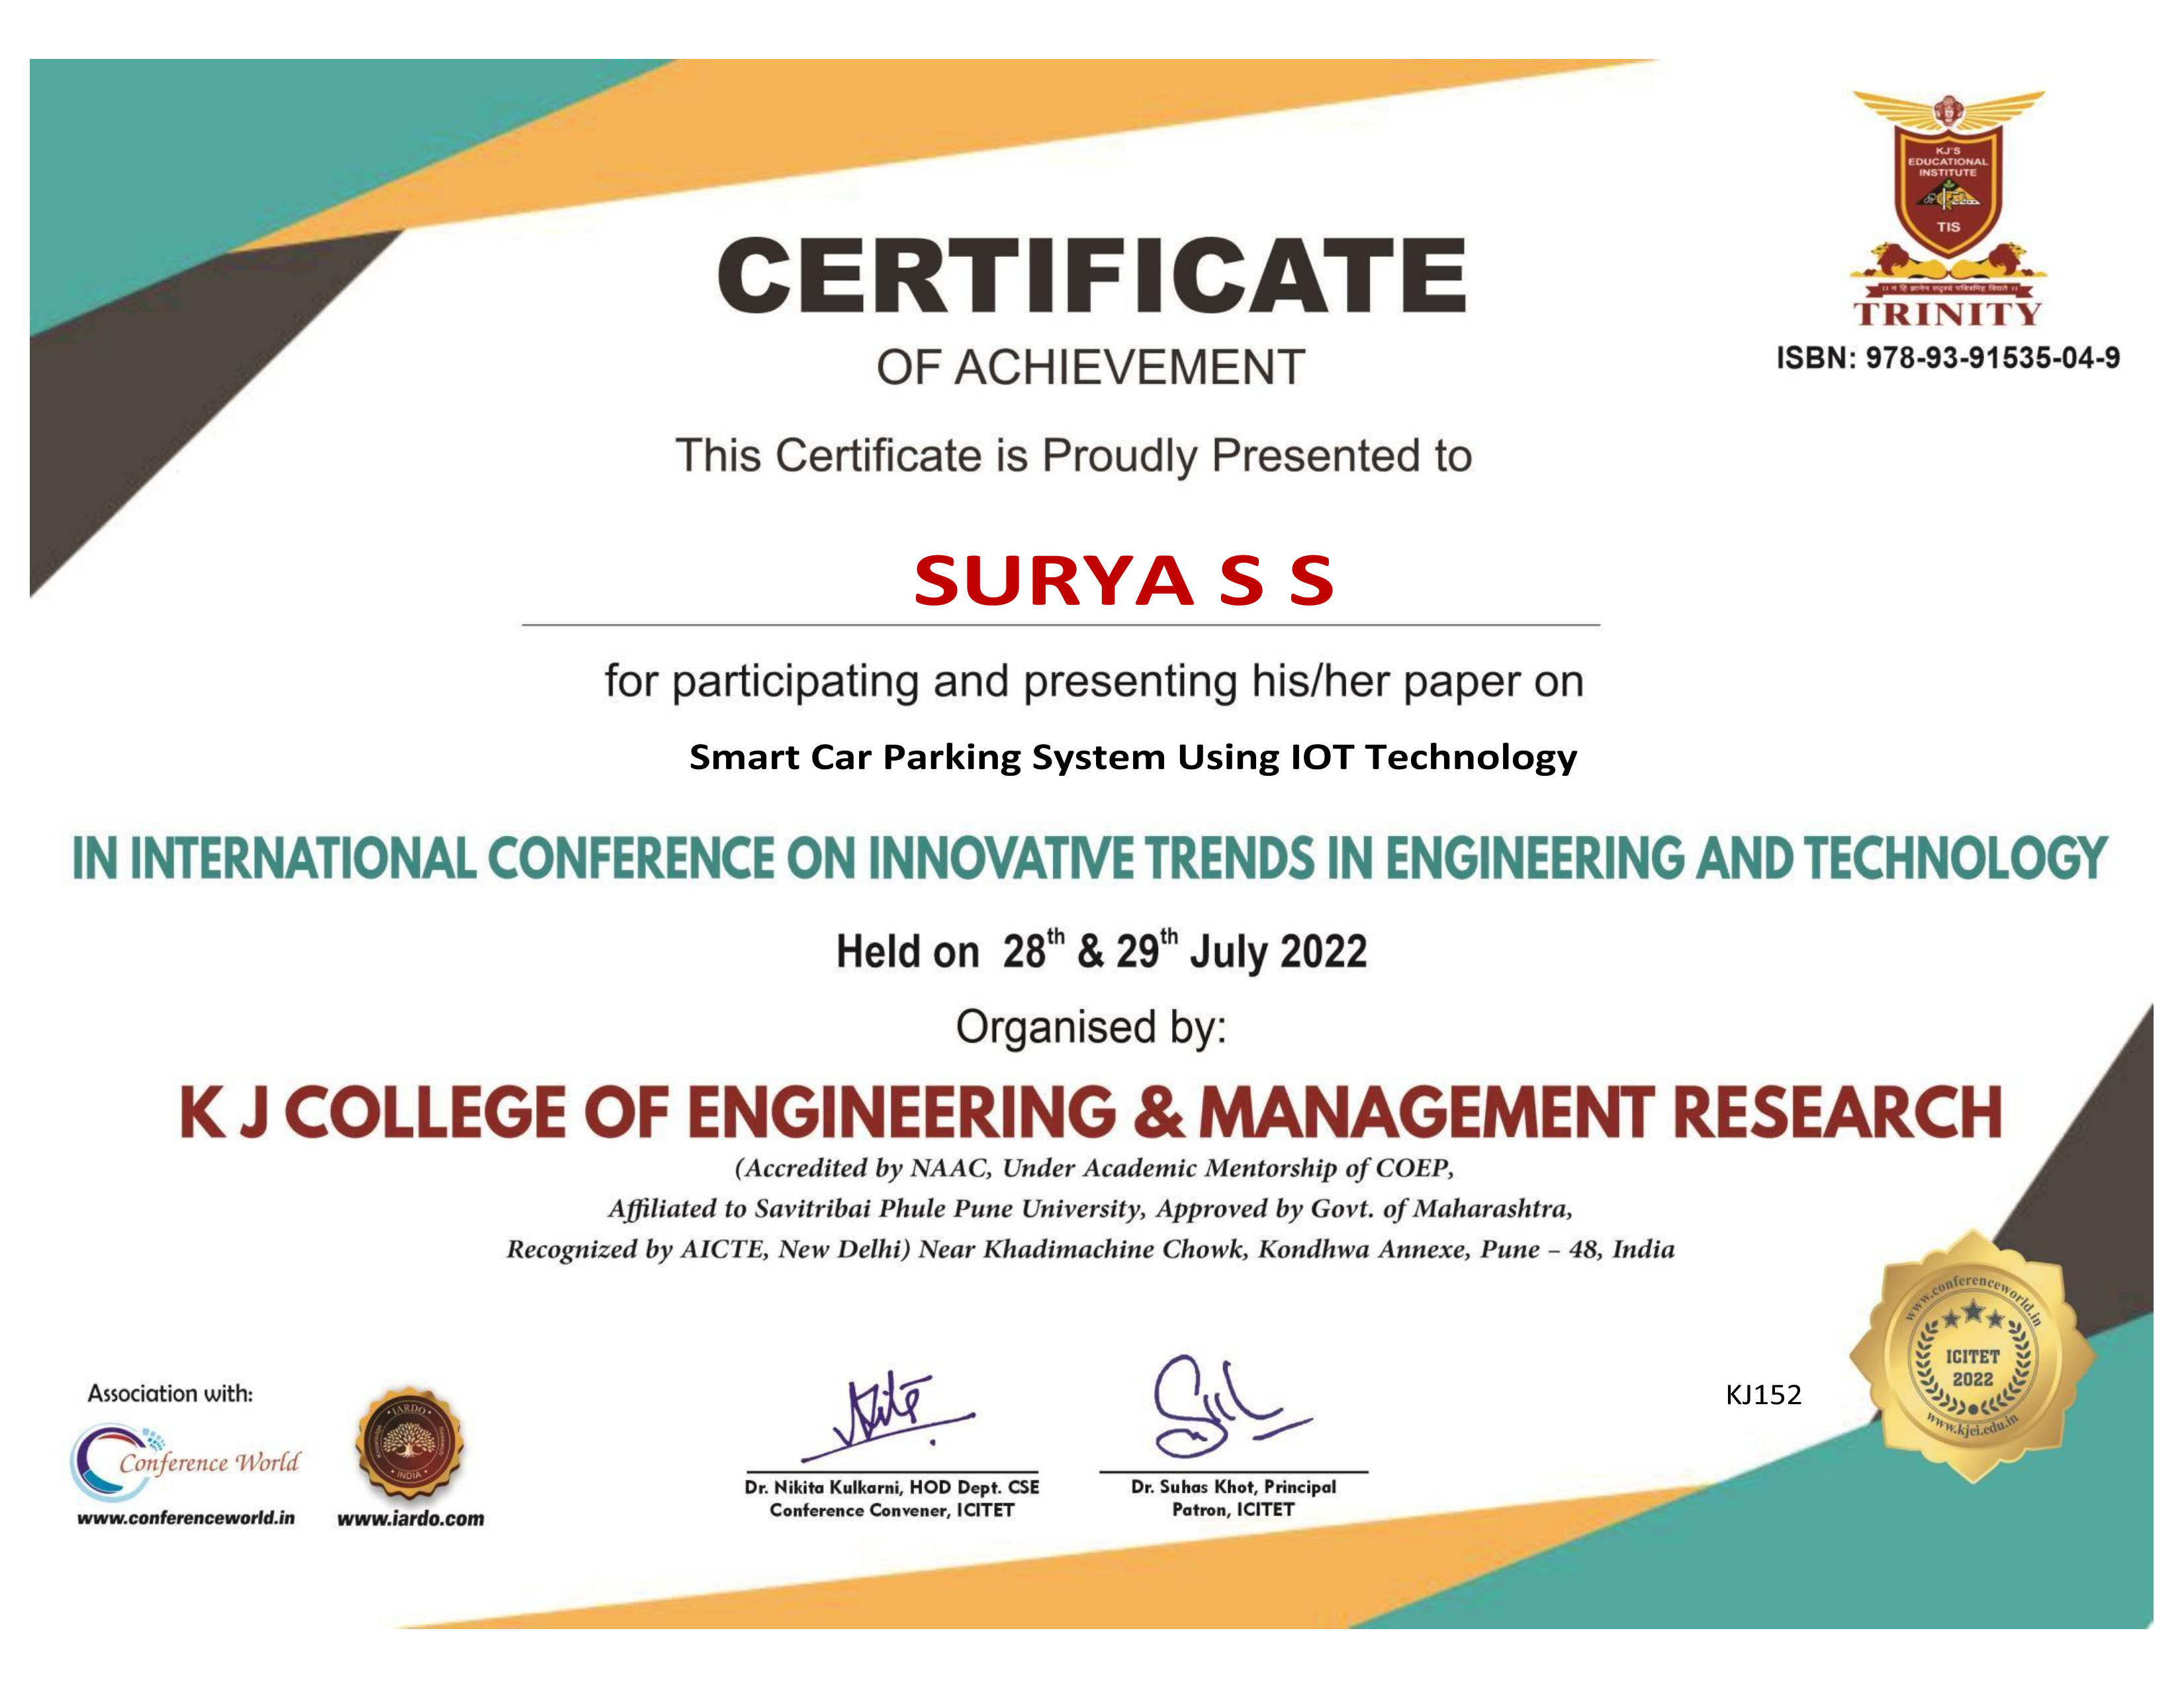 KJ'S
EDUCATIONAL
INSTITUTE
TIS
TRINITY
ISBN: 978-93-91535-04-9
CERTIFICATE
OF ACHIEVEMENT
This Certificate is Proudly Presented to
SURYA S S
for participating and presenting his/her paper on
Smart Car Parking System Using IOT Technology
IN INTERNATIONAL CONFERENCE ON INNOVATIVE TRENDS IN ENGINEERING AND TECHNOLOGY
Held on 28th & 29th July 2022
Organised by:
K J COLLEGE OF ENGINEERING & MANAGEMENT RESEARCH
(Accredited by NAAC, Under Academic Mentorship of COEP,
Affiliated to Savitribai Phule Pune University, Approved by Govt. of Maharashtra,
Recognized by AICTE, New Delhi) Near Khadimachine Chowk, Kondhwa Annexe, Pune – 48, India
Association with:
Conference World
www.conferenceworld.in
IARDO
INDIA
www.iardo.com
Dr. Nikita Kulkarni, HOD Dept. CSE
Conference Convener, ICITET
Dr. Suhas Khot, Principal
Patron, ICITET
KJ152
www.conferenceworld.in
ICITET
2022
www.kjei.edu.in